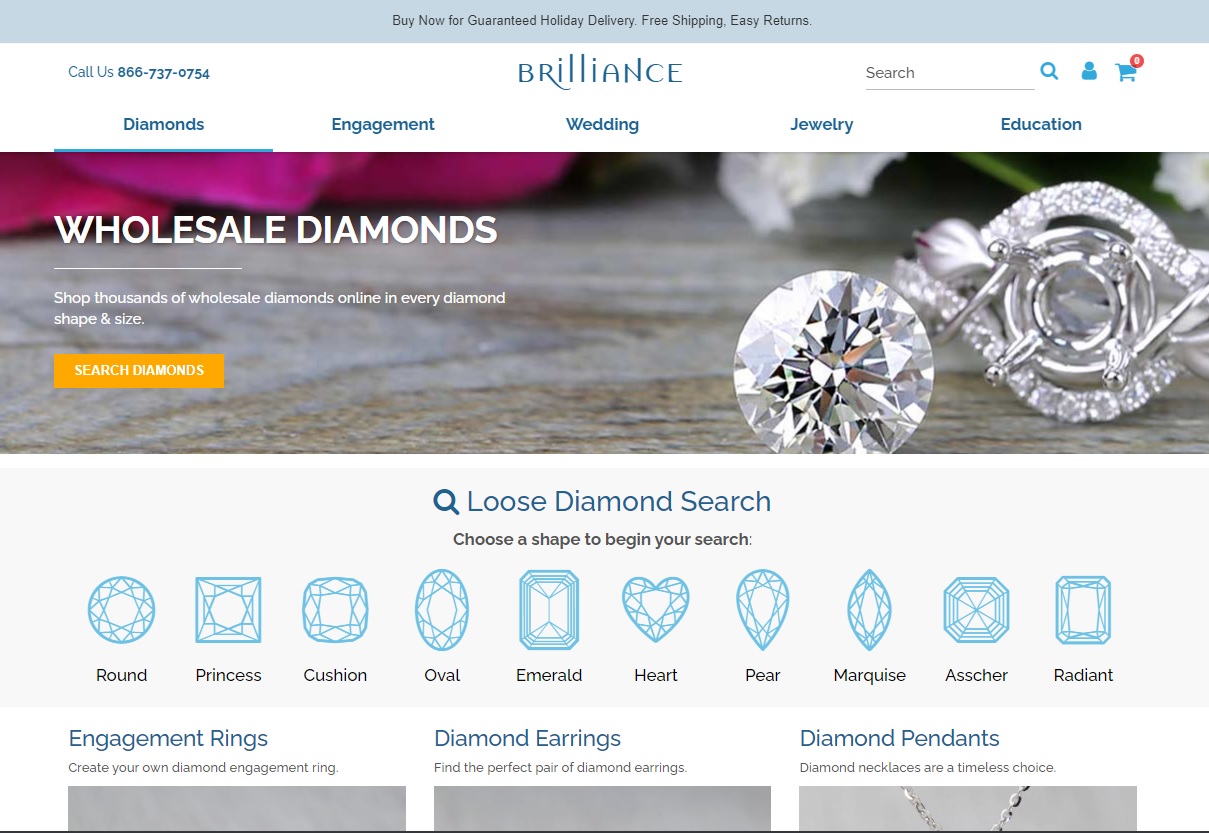 Buy Now for Guaranteed Holiday Delivery. Free Shipping, Easy Returns.
Call Us 866-737-0754
BRilliANCE
Search
0
Diamonds
Engagement
Wedding
Jewelry
Education
WHOLESALE DIAMONDS
Shop thousands of wholesale diamonds online in every diamond
shape & size.
SEARCH DIAMONDS
Loose Diamond Search
Choose a shape to begin your search:
Round
Princess
Cushion
Oval
Emerald
Heart
Pear
Marquise
Asscher
Radiant
Engagement Rings
Create your own diamond engagement ring.
Diamond Earrings
Find the perfect pair of diamond earrings.
Diamond Pendants
Diamond necklaces are a timeless choice.